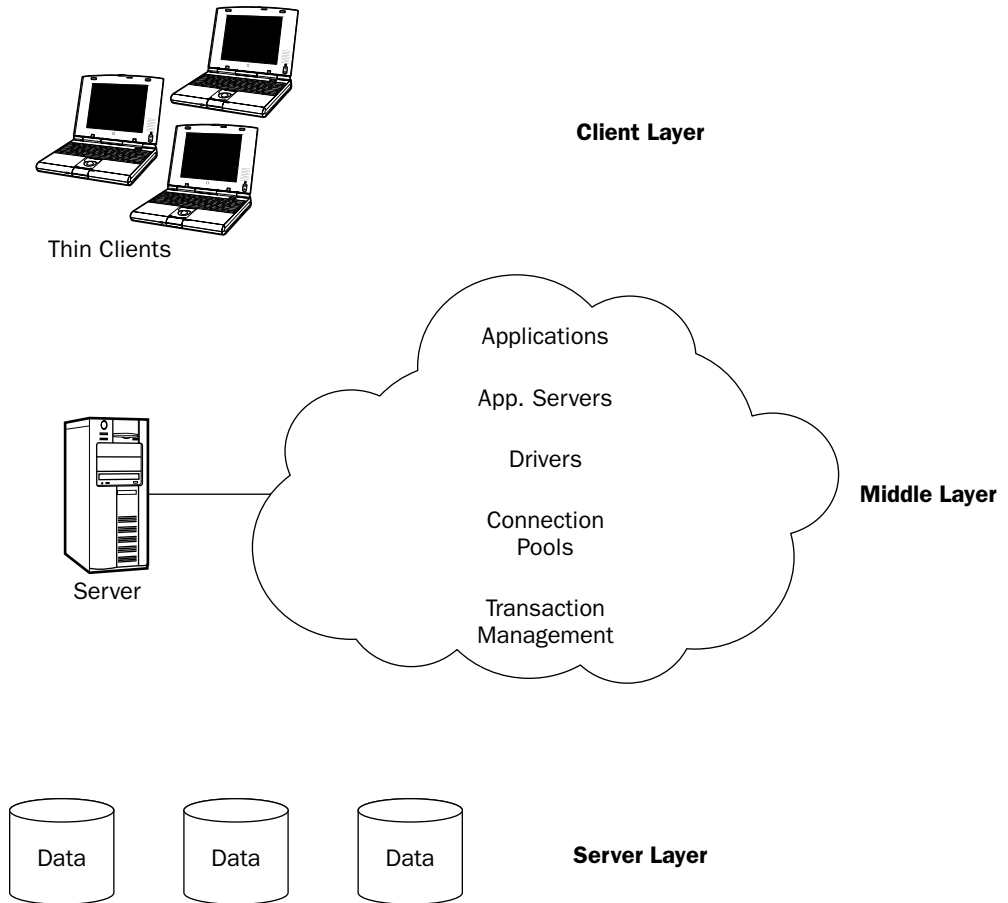 Client Layer
Thin Clients
Applications
App. Servers
Drivers
Connection
Pools
Transaction
Management
Middle Layer
Server
Data
Data
Data
Server Layer